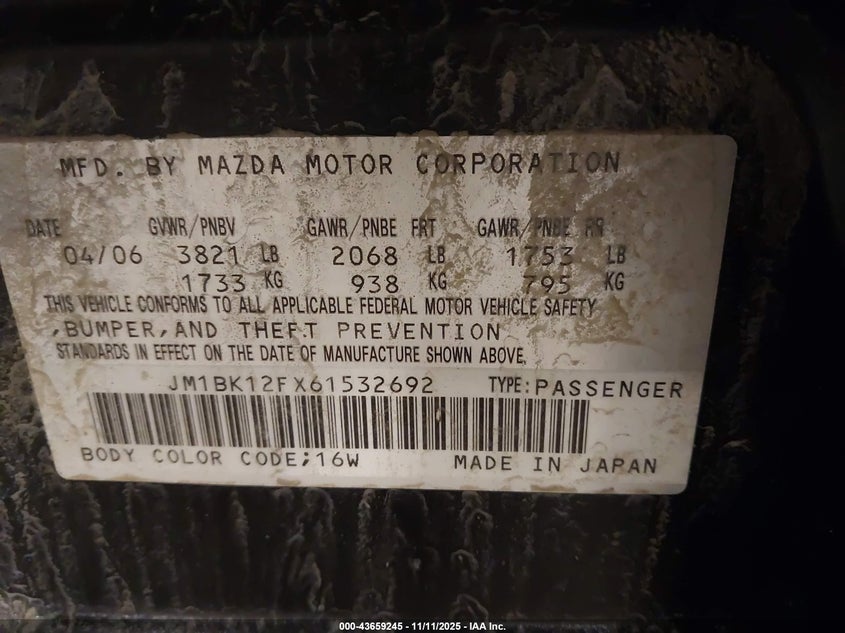 MFD. BY MAZDA MOTOR CORPORATION
DATE GVWR/PNBV GAWR/PNBE FRT GAWR/PNBE RR
04/06 3821 LB 2068 LB 1753 LB
1733 KG 938 KG 795 KG
THIS VEHICLE CONFORMS TO ALL APPLICABLE FEDERAL MOTOR VEHICLE SAFETY
,BUMPER,AND THEFT PREVENTION
STANDARDS IN EFFECT ON THE DATE OF MANUFACTURE SHOWN ABOVE.
JM1BK12FX61532692 TYPE:PASSENGER
BODY COLOR CODE;16W MADE IN JAPAN
000-43659245 - 11/11/2025 - IAA Inc.